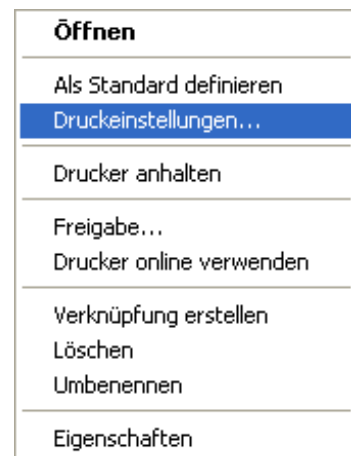 Öffnen
Als Standard definieren
Druckeinstellungen...
Drucker anhalten
Freigabe...
Drucker online verwenden
Verknüpfung erstellen
Löschen
Umbenennen
Eigenschaften